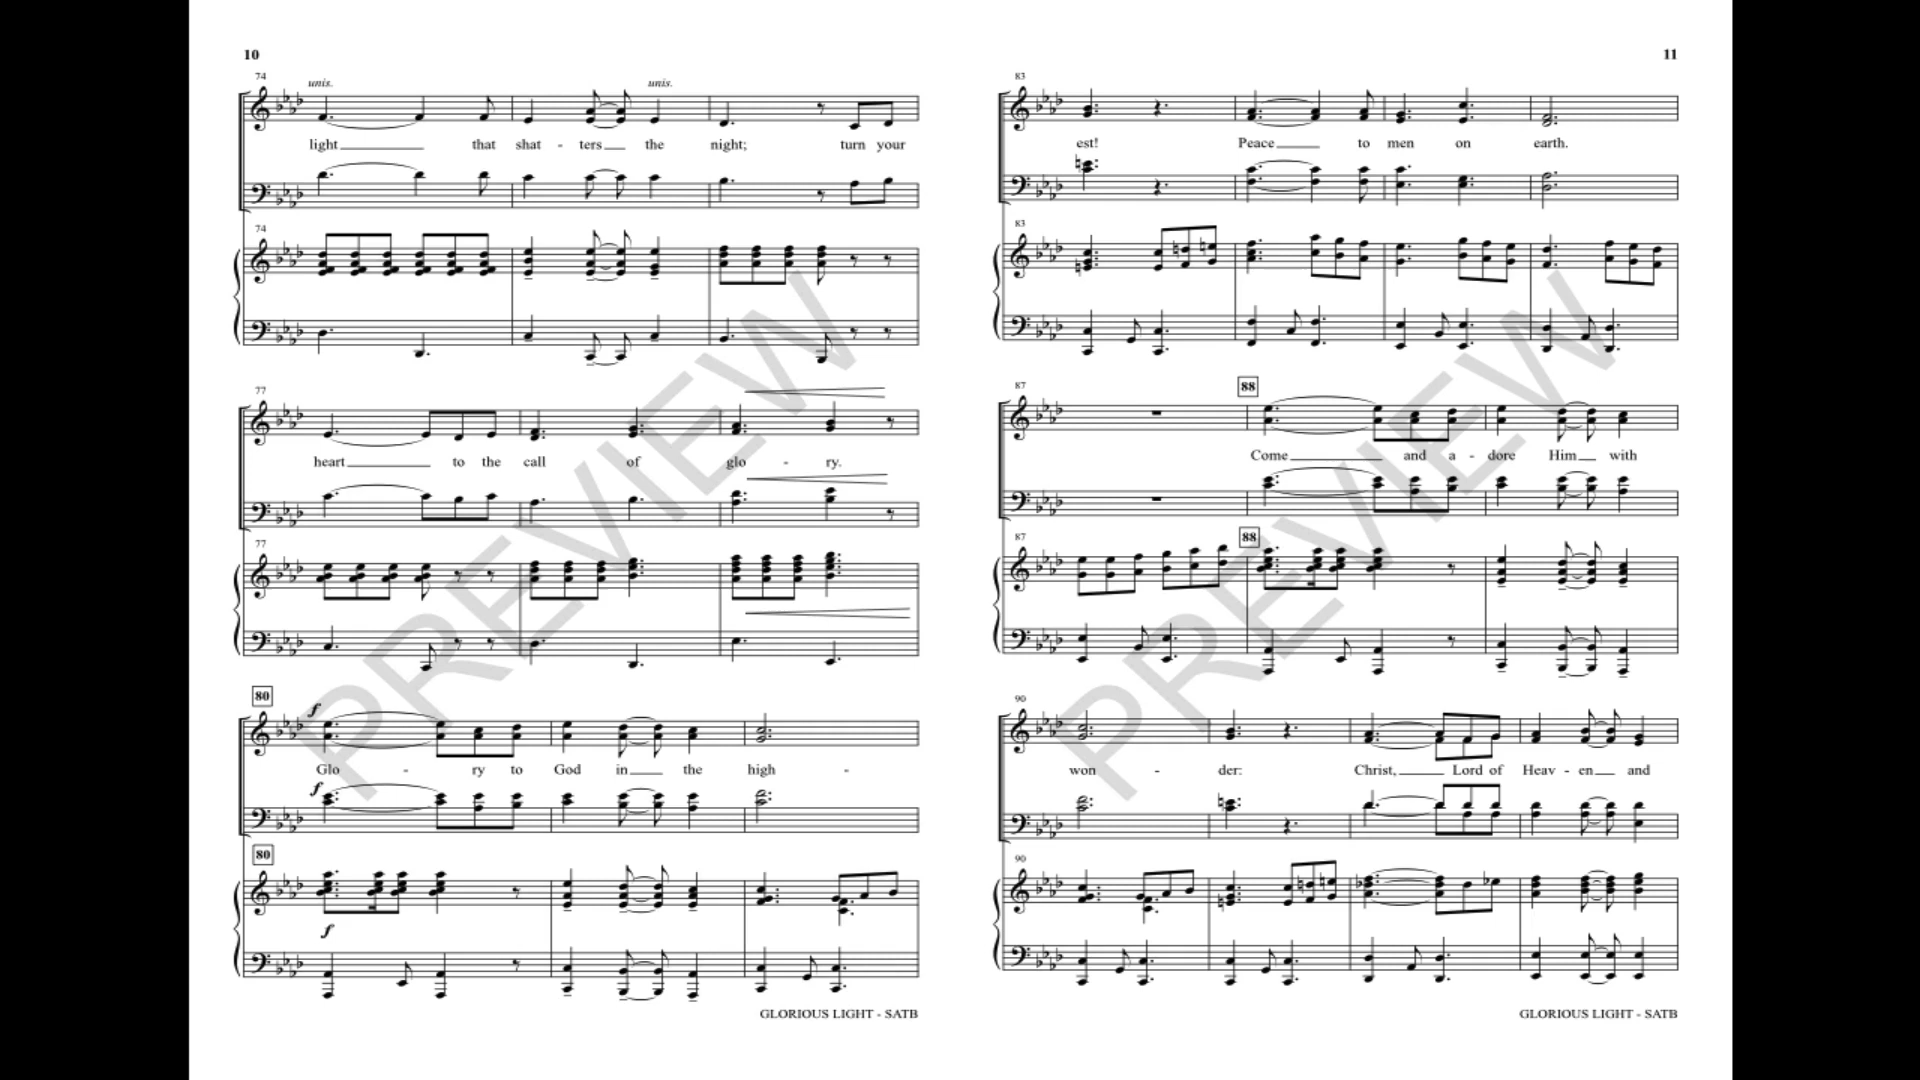 10
74
unis. unis.
light that shat - ters the night; turn your
74
77
heart to the call of glo - ry.
77
80
f
Glo - ry to God in the high -
f
80
f
GLORIOUS LIGHT - SATB
11
83
est! Peace to men on earth.
83
87 88
Come and a - dore Him with
87 88
90
won - der: Christ, Lord of Heav - en and
90
GLORIOUS LIGHT - SATB
PREVIEW
PREVIEW